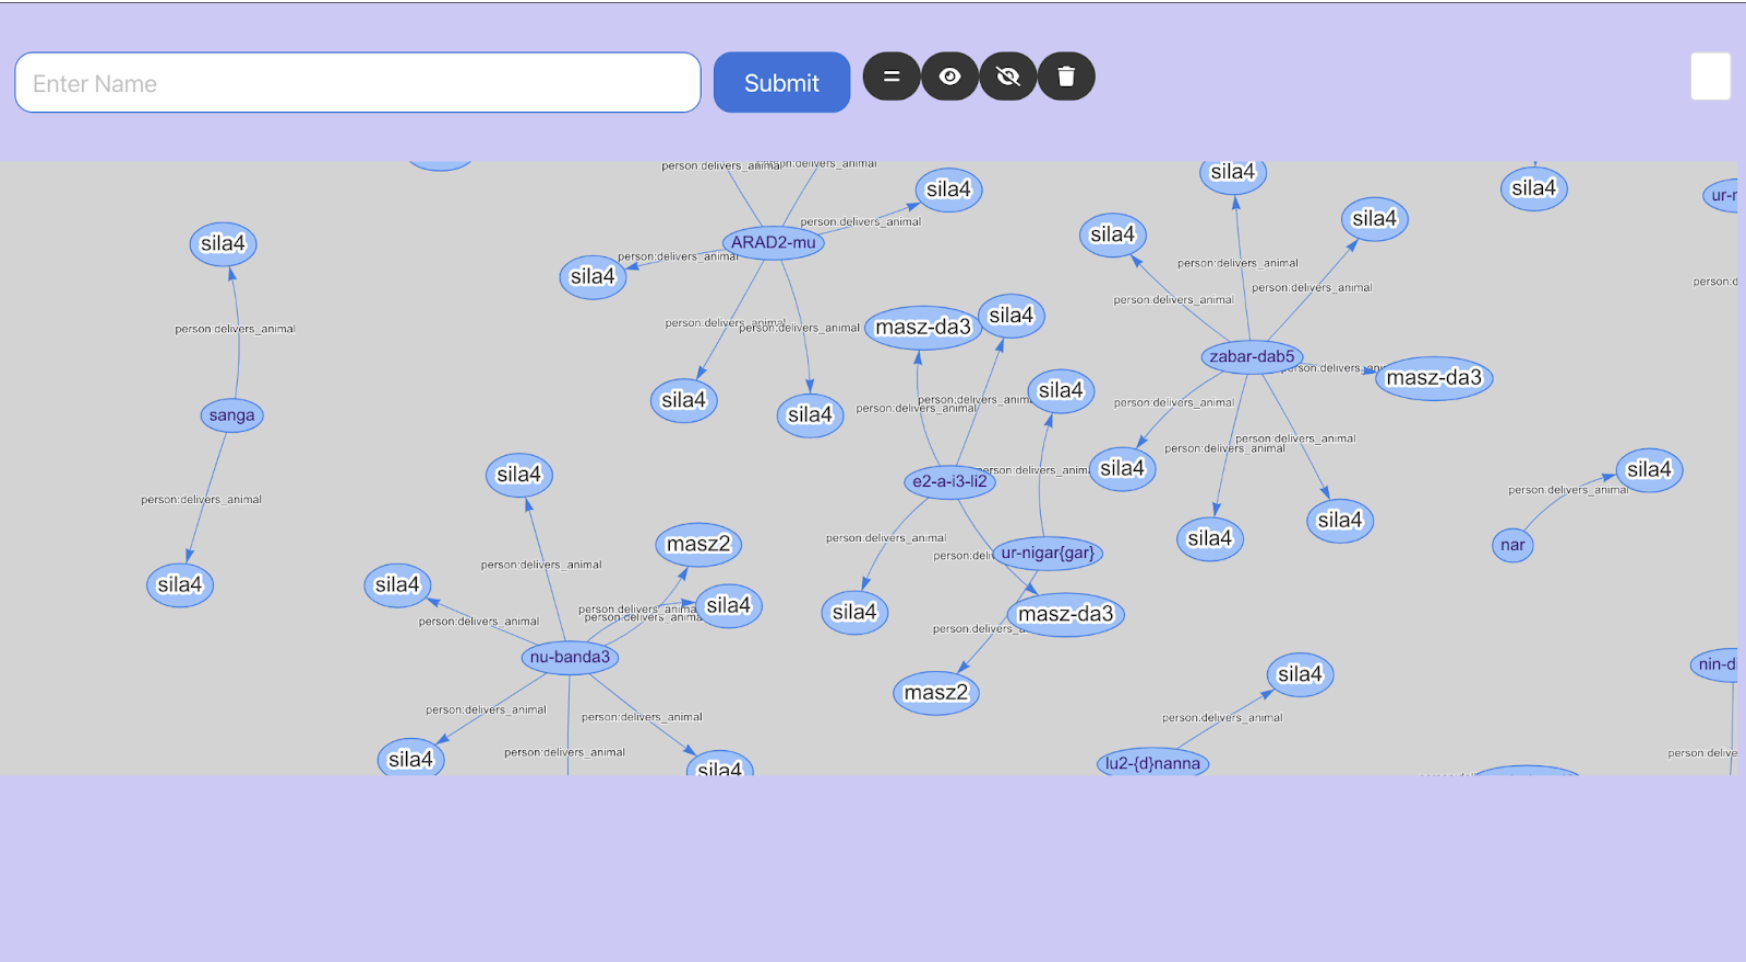 Enter Name
Submit
person:delivers_animal
person:delivers_animal
sila4
sila4
sila4
sila4
ur-r
sila4
person:delivers_animal
sila4
sila4
ARAD2-mu
person:delivers_animal
person:delivers_animal
sila4
person:delivers_animal
person:d
person:delivers_animal
sila4
person:delivers_animal
person:delivers_animal
person:delivers_animal
person:delivers_animal
masz-da3
zabar-dab5
person:delivers_anim
masz-da3
sila4
sila4
sila4
person:delivers_anima
person:delivers_animal
person:delivers_animal
sanga
person:delivers_animal
person:delivers_animal
sila4
sila4
person:delivers_anima
sila4
e2-a-i3-li2
person:delivers_animal
person:delivers_animal
sila4
sila4
person:delivers_animal
sila4
masz2
nar
person:deli
ur-nigar{gar}
person:delivers_animal
sila4
sila4
person:delivers_anima
sila4
person:delivers_animal
sila4
masz-da3
person:delivers_animal
person:delivers_a
nu-banda3
nin-d
sila4
masz2
person:delivers_animal
person:delivers_animal
person:delivers_animal
person:delivers_animal
person:delive
sila4
lu2-{d}nanna
sila4